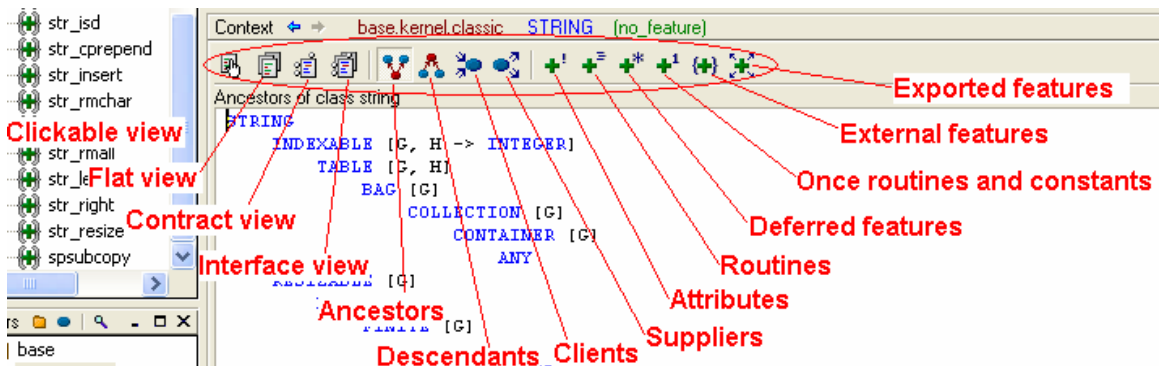 str_isd
str_cprepend
str_insert
str_rmchar
str_rmall
str_right
str_resize
spsubcopy
base
Context base.kernel.classic STRING (no_feature)
Ancestors of class string
STRING
INDEXABLE [G, H -> INTEGER]
TABLE [G, H]
BAG [G]
COLLECTION [G]
CONTAINER [G]
ANY
RESIZABLE [G]
FINITE [G]
Clickable view
Flat view
Contract view
Interface view
Ancestors
Descendants
Clients
Suppliers
Attributes
Routines
Deferred features
Once routines and constants
External features
Exported features